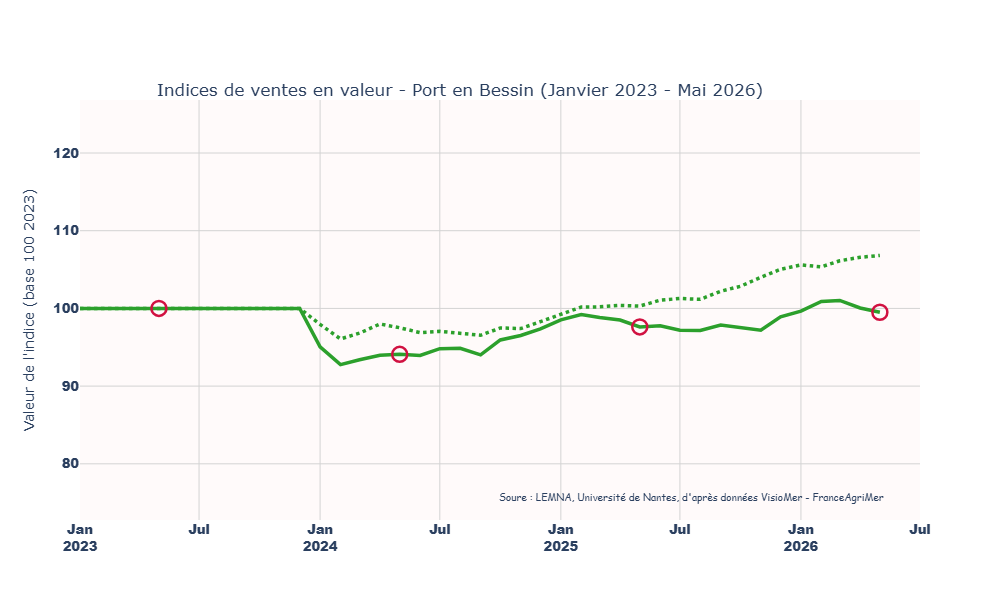 Indices de ventes en valeur - Port en Bessin (Janvier 2023 - Mai 2026)
Valeur de l'indice (base 100 2023)
120
110
100
90
80
Soure : LEMNA, Université de Nantes, d'après données VisioMer - FranceAgriMer
Jan Jul Jan Jul Jan Jul Jan Jul
2023 2024 2025 2026